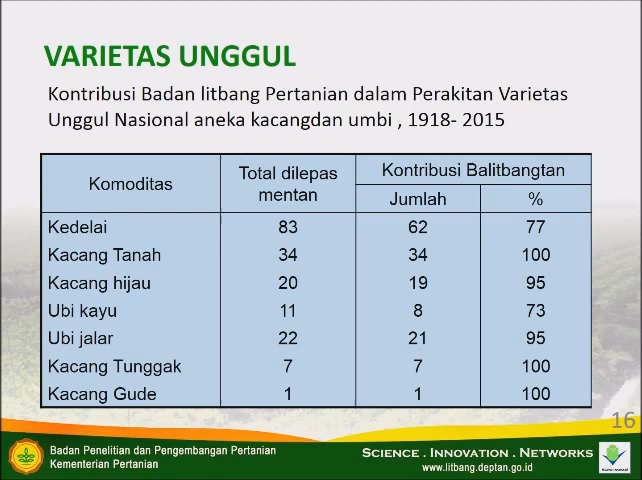 VARIETAS UNGGUL
Kontribusi Badan litbang Pertanian dalam Perakitan Varietas
Unggul Nasional aneka kacangdan umbi , 1918- 2015
Komoditas Total dilepas mentan Kontribusi Balitbangtan
Jumlah %
Kedelai 83 62 77
Kacang Tanah 34 34 100
Kacang hijau 20 19 95
Ubi kayu 11 8 73
Ubi jalar 22 21 95
Kacang Tunggak 7 7 100
Kacang Gude 1 1 100
16
Badan Penelitian dan Pengembangan Pertanian
Kementerian Pertanian
SCIENCE . INNOVATION . NETWORKS
www.litbang.deptan.go.id